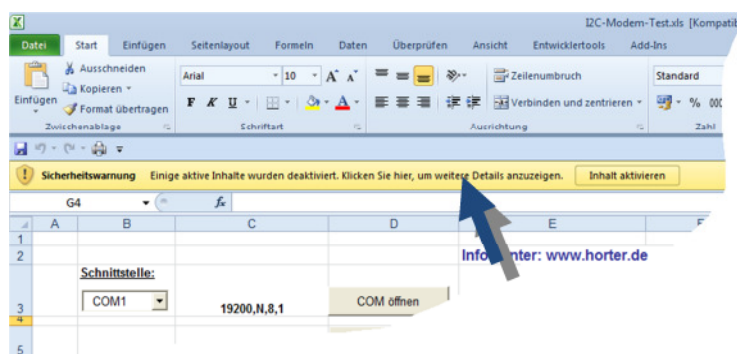 I2C-Modem-Test.xls [Kompatib
Datei Start Einfügen Seitenlayout Formeln Daten Überprüfen Ansicht Entwicklertools Add-Ins
Ausschneiden
Kopieren
Format übertragen
Einfügen
Zwischenablage
Arial 10 A A
F K U
Schriftart
Zeilenumbruch
Verbinden und zentrieren
Ausrichtung
Standard
% 000
Zahl
Sicherheitswarnung Einige aktive Inhalte wurden deaktiviert. Klicken Sie hier, um weitere Details anzuzeigen. Inhalt aktivieren
G4 fx
A B C D E
1
2 www.horter.de
Schnittstelle:
3 COM1 19200,N,8,1 COM öffnen
4
5